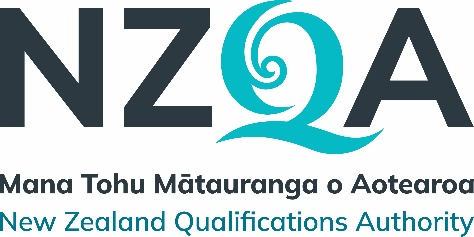 NZQA
Mana Tohu Mātauranga o Aotearoa
New Zealand Qualifications Authority